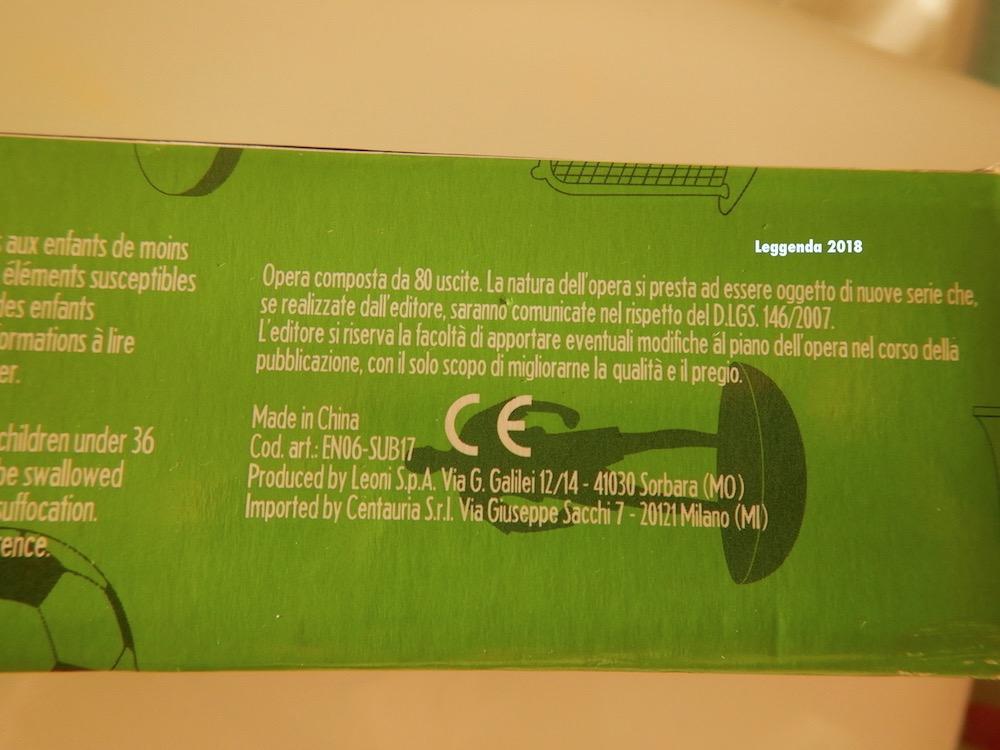 aux enfants de moins
éléments susceptibles
des enfants
ormations à lire
er.
children under 36
be swallowed
suffocation.
ence.
Leggenda 2018
Opera composta da 80 uscite. La natura dell'opera si presta ad essere oggetto di nuove serie che,
se realizzate dall'editore, saranno comunicate nel rispetto del D.LGS. 146/2007.
L'editore si riserva la facoltà di apportare eventuali modifiche al piano dell'opera nel corso della
pubblicazione, con il solo scopo di migliorarne la qualità e il pregio.
CE
Made in China
Cod. art.: EN06-SUB17
Produced by Leoni S.p.A. Via G. Galilei 12/14 - 41030 Sorbara (MO)
Imported by Centauria S.r.l. Via Giuseppe Sacchi 7 - 20121 Milano (MI)